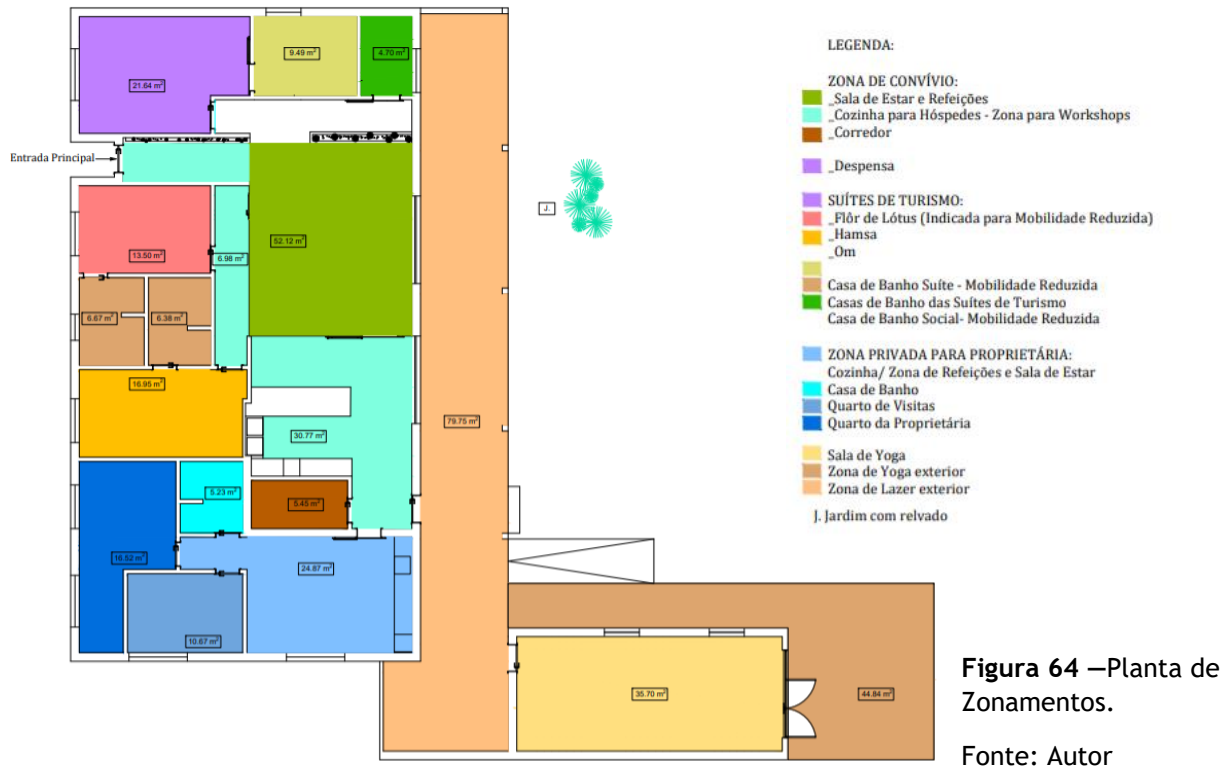 9.49 m²
4.70 m²
21.64 m²
Entrada Principal
J.
52.12 m²
13.50 m²
6.98 m²
6.67 m²
6.38 m²
16.95 m²
79.75 m²
30.77 m²
5.23 m²
5.45 m²
16.52 m²
24.87 m²
10.67 m²
35.70 m²
44.84 m²
LEGENDA:
ZONA DE CONVÍVIO:
_Sala de Estar e Refeições
_Cozinha para Hóspedes - Zona para Workshops
_Corredor
_Despensa
SUÍTES DE TURISMO:
_Flôr de Lótus (Indicada para Mobilidade Reduzida)
_Hamsa
_Om
Casa de Banho Suíte - Mobilidade Reduzida
Casas de Banho das Suítes de Turismo
Casa de Banho Social- Mobilidade Reduzida
ZONA PRIVADA PARA PROPRIETÁRIA:
Cozinha/ Zona de Refeições e Sala de Estar
Casa de Banho
Quarto de Visitas
Quarto da Proprietária
Sala de Yoga
Zona de Yoga exterior
Zona de Lazer exterior
J. Jardim com relvado
Figura 64 —Planta de
Zonamentos.
Fonte: Autor